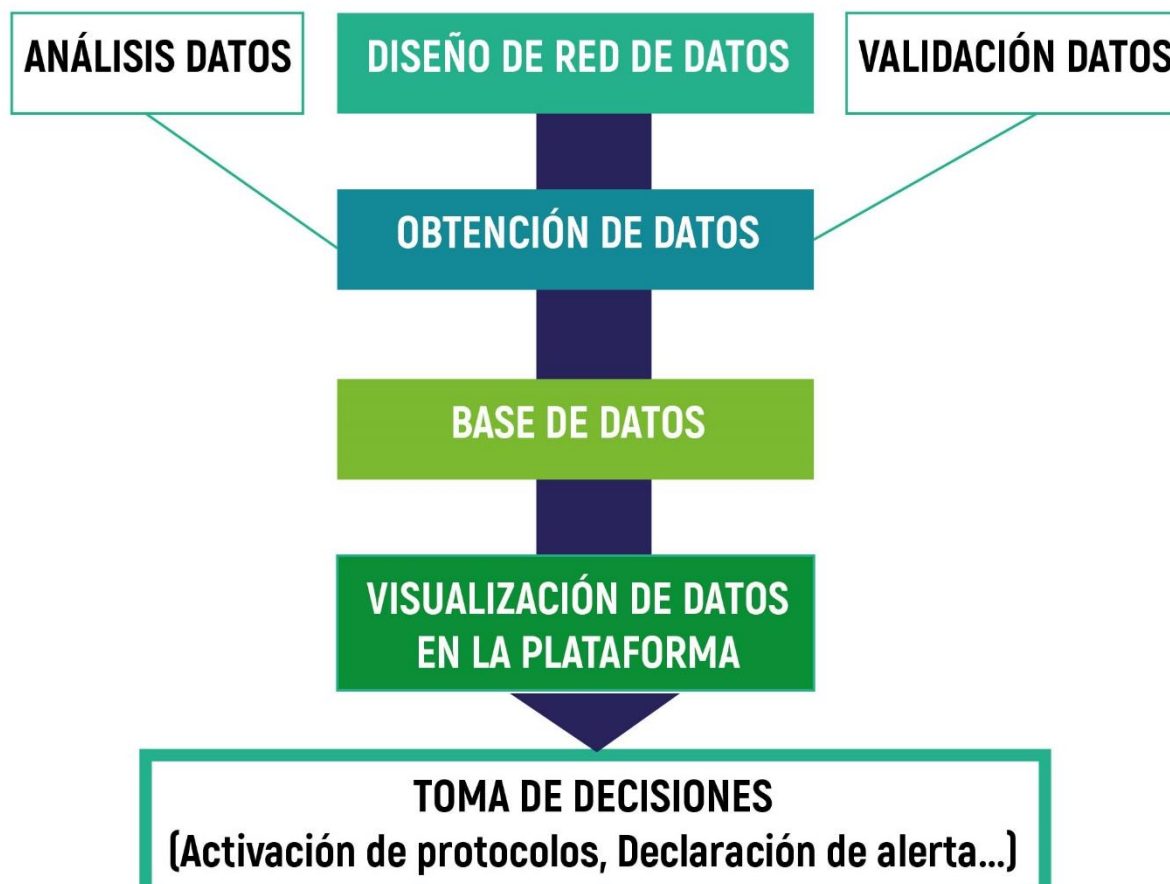 ANÁLISIS DATOS
DISEÑO DE RED DE DATOS
VALIDACIÓN DATOS
OBTENCIÓN DE DATOS
BASE DE DATOS
VISUALIZACIÓN DE DATOS
EN LA PLATAFORMA
TOMA DE DECISIONES
(Activación de protocolos, Declaración de alerta...)